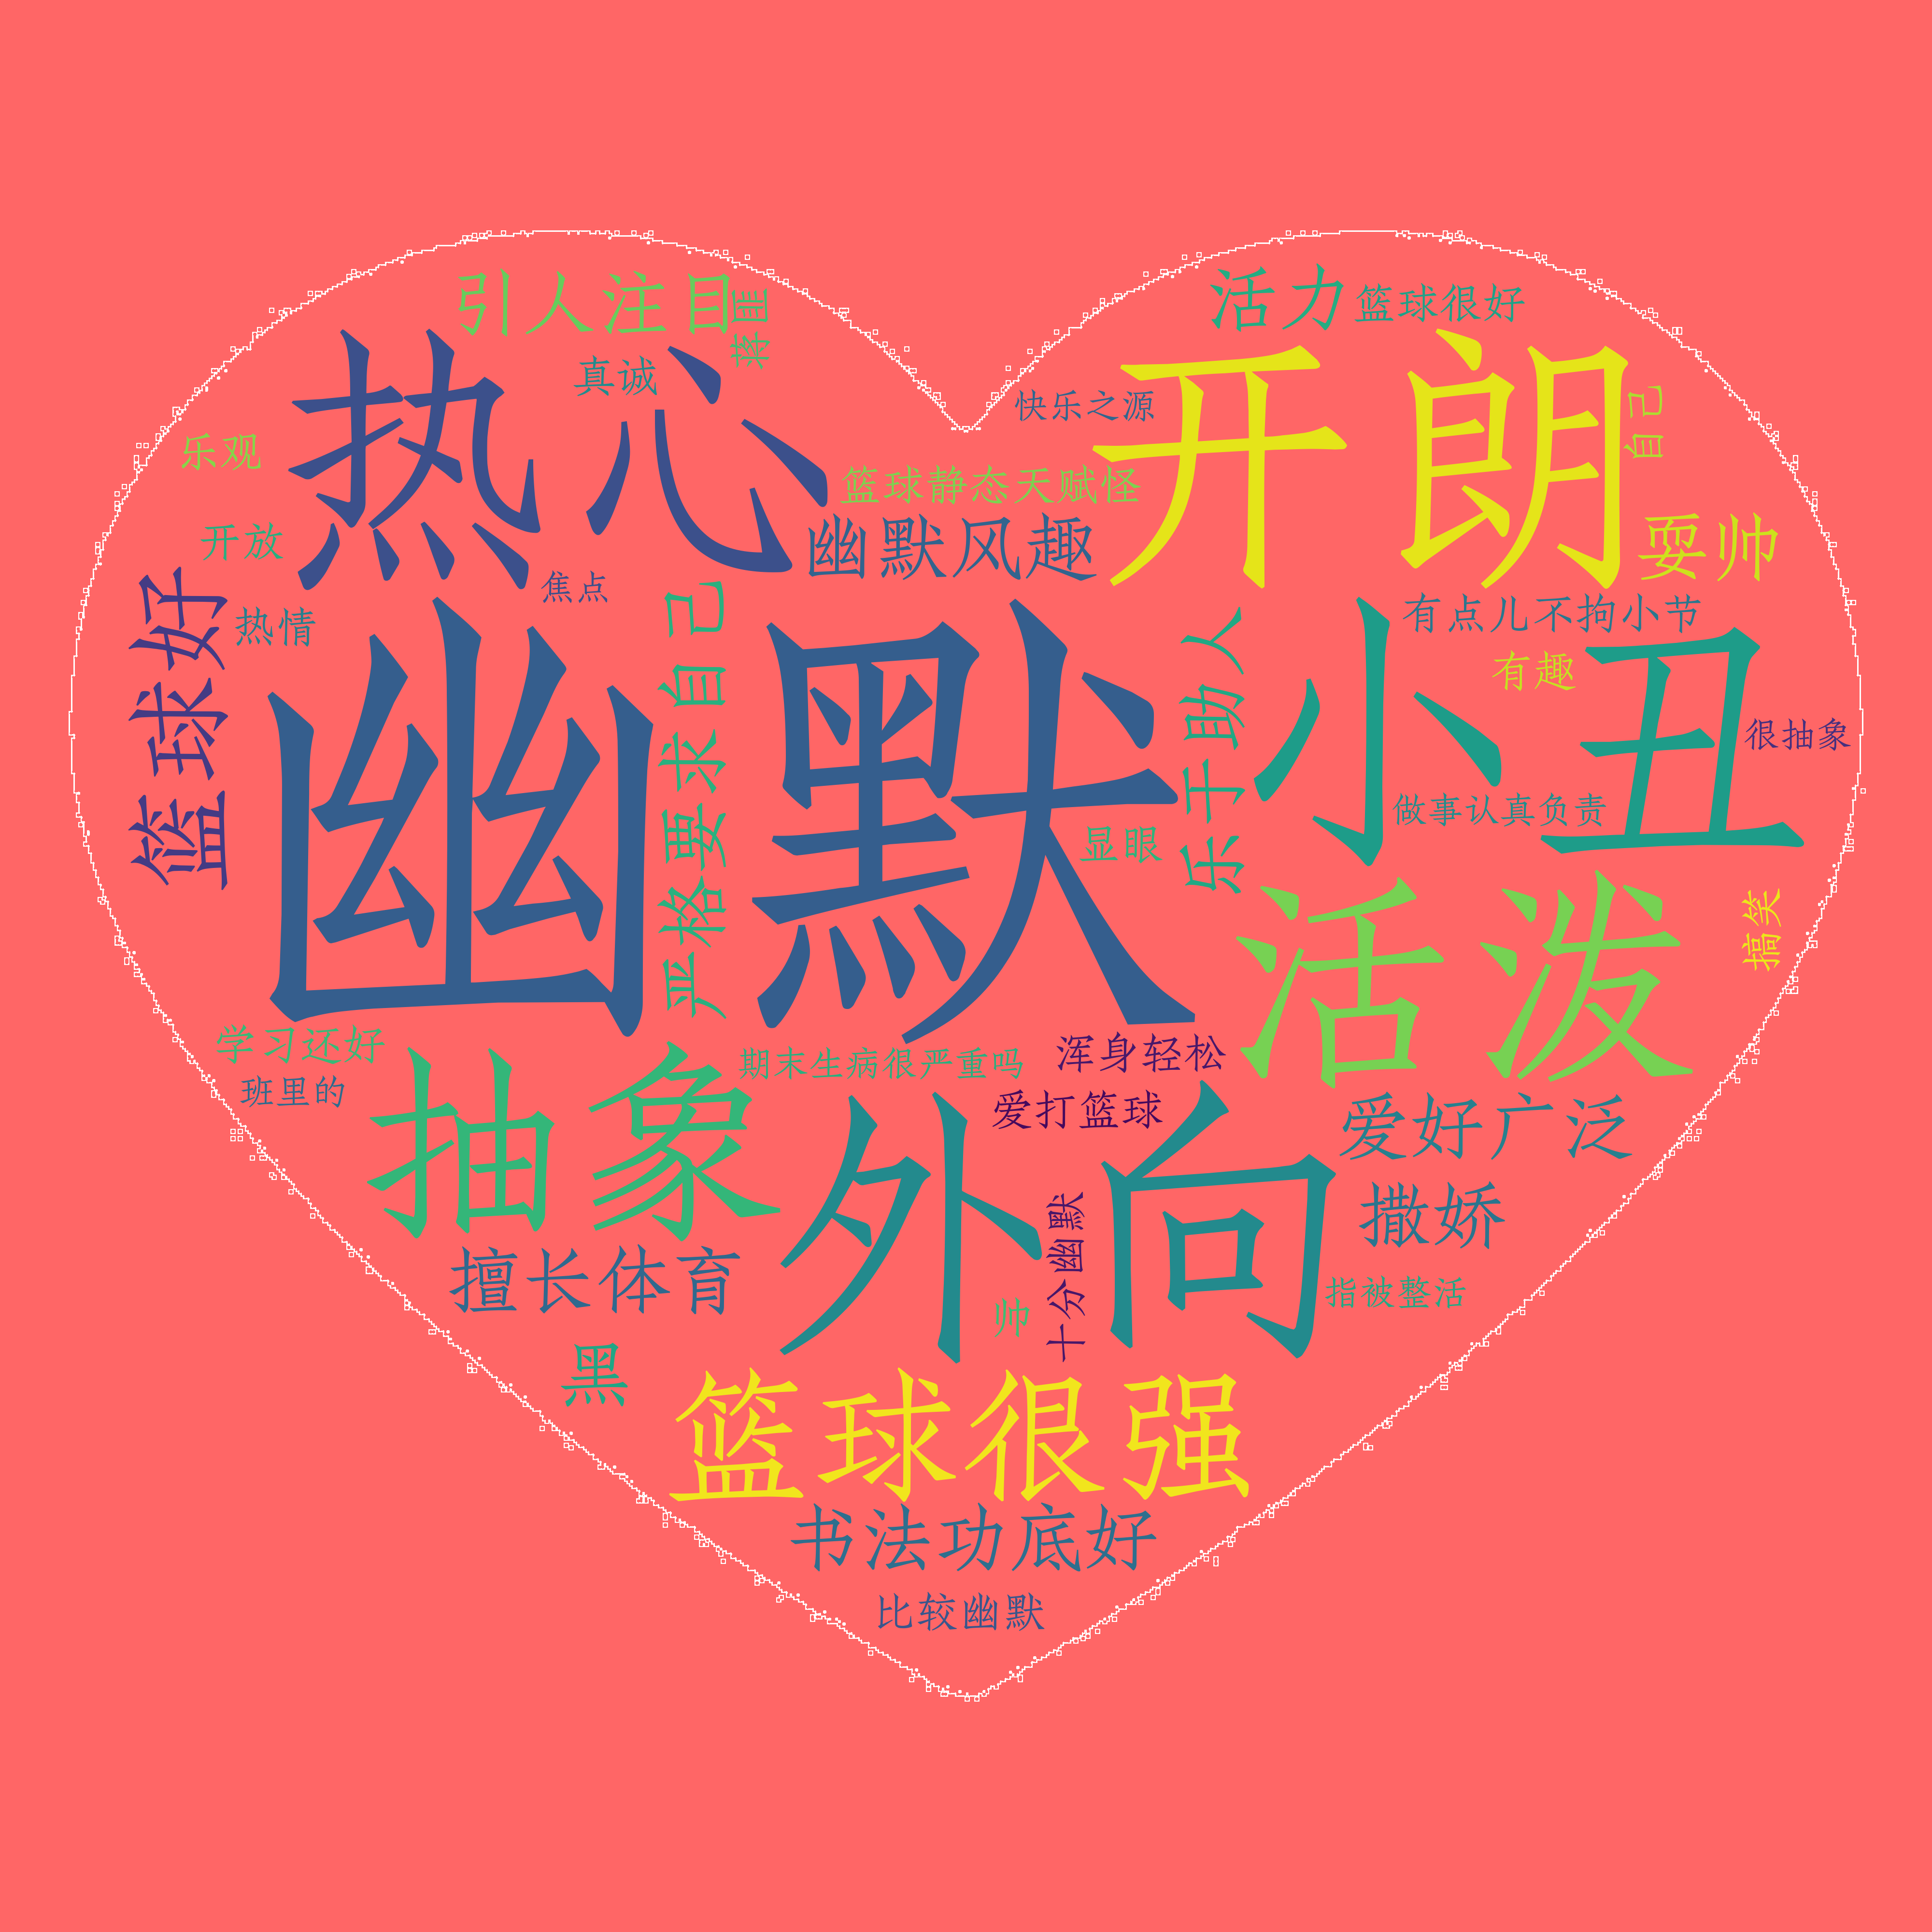 引人注目
班里
活力
篮球很好
热心
真诚
快乐之源
开朗
自己
乐观
篮球静态天赋怪
开放
幽默风趣
耍帅
焦点
篮球好
热情
严格要求自己
乐于助人
有点儿不拘小节
有趣
幽默
小丑
很抽象
显眼
做事认真负责
活泼
搞笑
学习还好
期末生病很严重吗
浑身轻松
班里的
抽象
爱打篮球
爱好广泛
外向
十分幽默
撒娇
擅长体育
帅
指被整活
黑
篮球很强
书法功底好
比较幽默